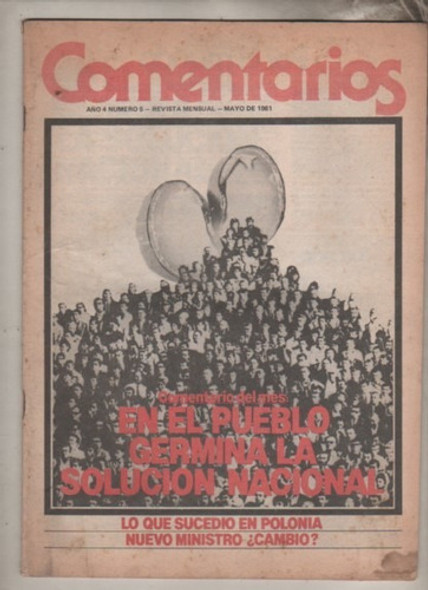 Comentarios
AÑO 4 NUMERO 5 – REVISTA MENSUAL – MAYO DE 1981
Comentario del mes:
EN EL PUEBLO
GERMINA LA
SOLUCION NACIONAL
LO QUE SUCEDIO EN POLONIA
NUEVO MINISTRO ¿CAMBIO?